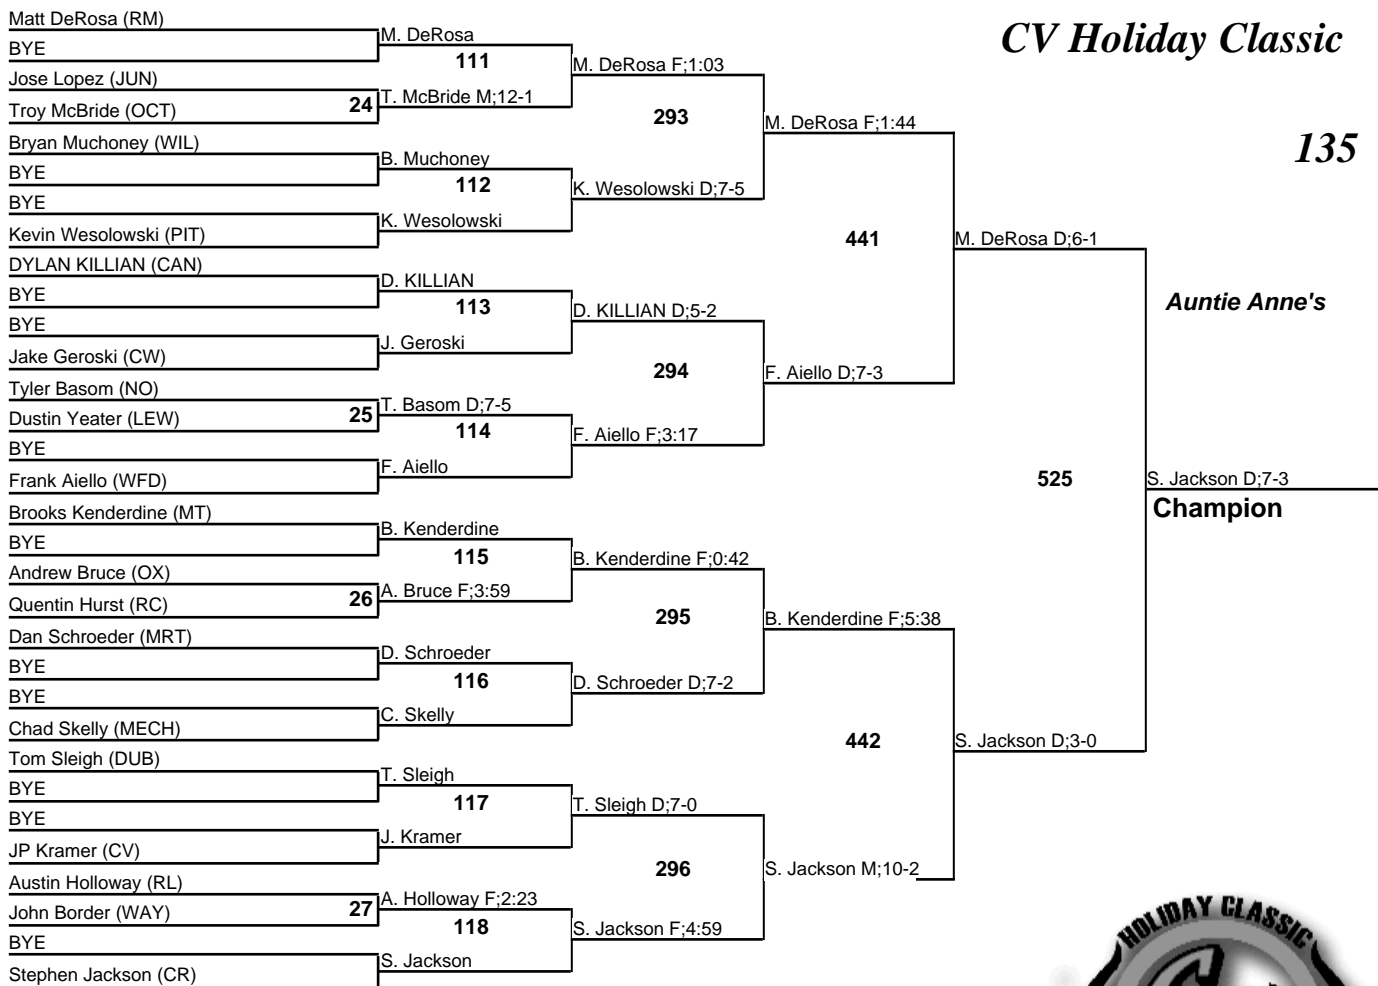 CV Holiday Classic
135
Matt DeRosa (RM)
BYE
Jose Lopez (JUN)
Troy McBride (OCT)
Bryan Muchoney (WIL)
BYE
BYE
Kevin Wesolowski (PIT)
DYLAN KILLIAN (CAN)
BYE
BYE
Jake Geroski (CW)
Tyler Basom (NO)
Dustin Yeater (LEW)
BYE
Frank Aiello (WFD)
Brooks Kenderdine (MT)
BYE
Andrew Bruce (OX)
Quentin Hurst (RC)
Dan Schroeder (MRT)
BYE
BYE
Chad Skelly (MECH)
Tom Sleigh (DUB)
BYE
BYE
JP Kramer (CV)
Austin Holloway (RL)
John Border (WAY)
BYE
Stephen Jackson (CR)
24
25
26
27
M. DeRosa
111
T. McBride M;12-1
B. Muchoney
112
K. Wesolowski
D. KILLIAN
113
J. Geroski
T. Basom D;7-5
114
F. Aiello
B. Kenderdine
115
A. Bruce F;3:59
D. Schroeder
116
C. Skelly
T. Sleigh
117
J. Kramer
A. Holloway F;2:23
118
S. Jackson
M. DeRosa F;1:03
293
K. Wesolowski D;7-5
D. KILLIAN D;5-2
294
F. Aiello F;3:17
B. Kenderdine F;0:42
295
D. Schroeder D;7-2
T. Sleigh D;7-0
296
S. Jackson F;4:59
M. DeRosa F;1:44
441
F. Aiello D;7-3
B. Kenderdine F;5:38
442
S. Jackson M;10-2
M. DeRosa D;6-1
525
S. Jackson D;3-0
Auntie Anne's
S. Jackson D;7-3
Champion
HOLIDAY CLASSIC